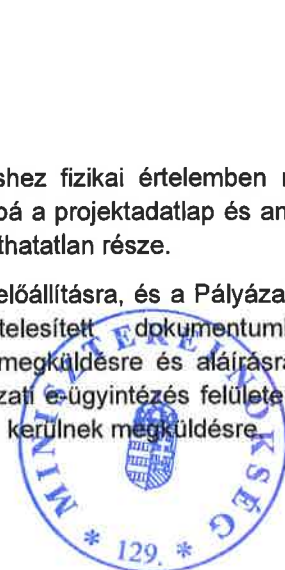 shez fizikai értelemben
bá a projektadatlap és an
thatatlan része.
előállításra, és a Pályáza
telesített dokumentum
megküldésre és aláírásra
zati e-ügyintézés felülete
kerülnek megküldésre
MINISZTERELNÖKSÉG
* 129. *